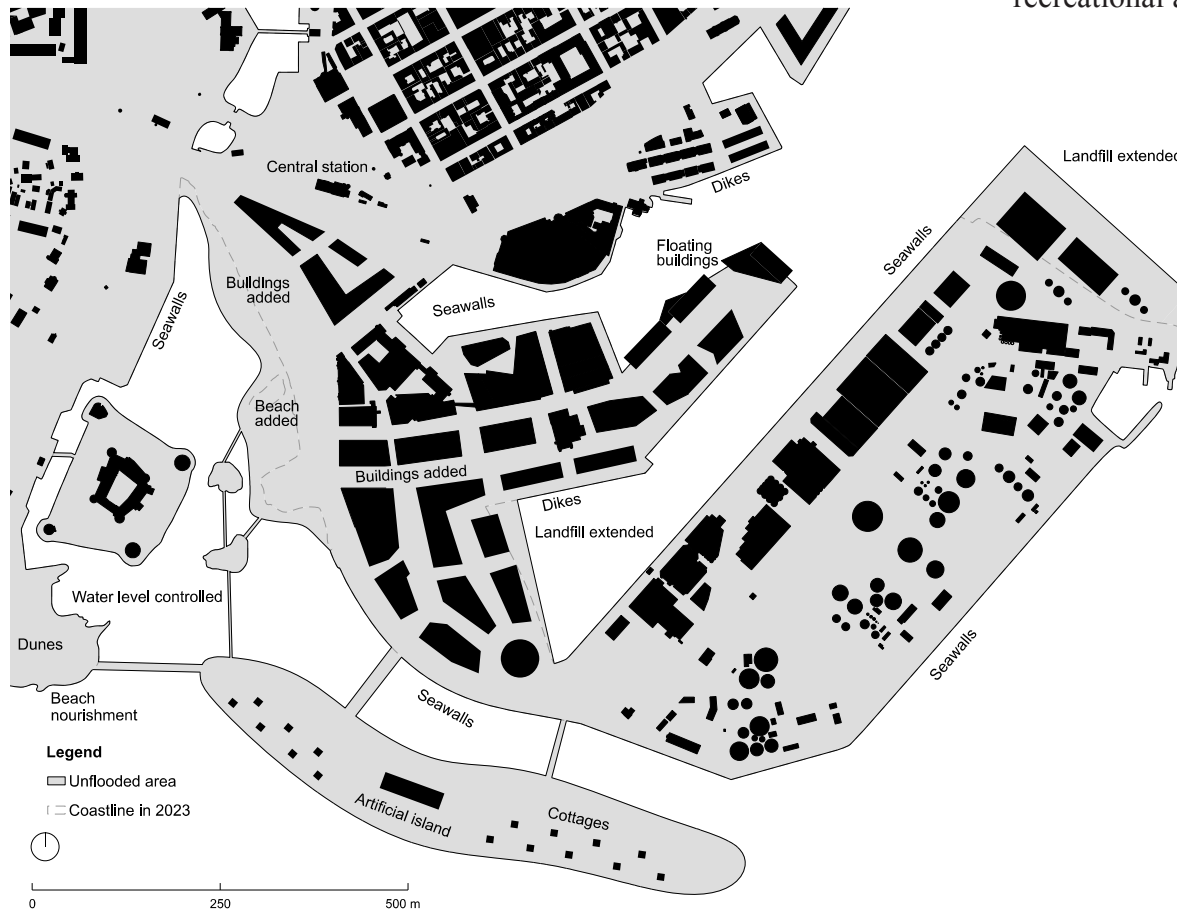 recreational a
Landfill extended
Central station
Dikes
Seawalls
Floating
buildings
Buildings
added
Seawalls
Seawalls
Beach
added
Buildings added
Dikes
Landfill extended
Water level controlled
Dunes
Seawalls
Beach
nourishment
Seawalls
Legend
Unflooded area
Coastline in 2023
Artificial island
Cottages
0 250 500 m